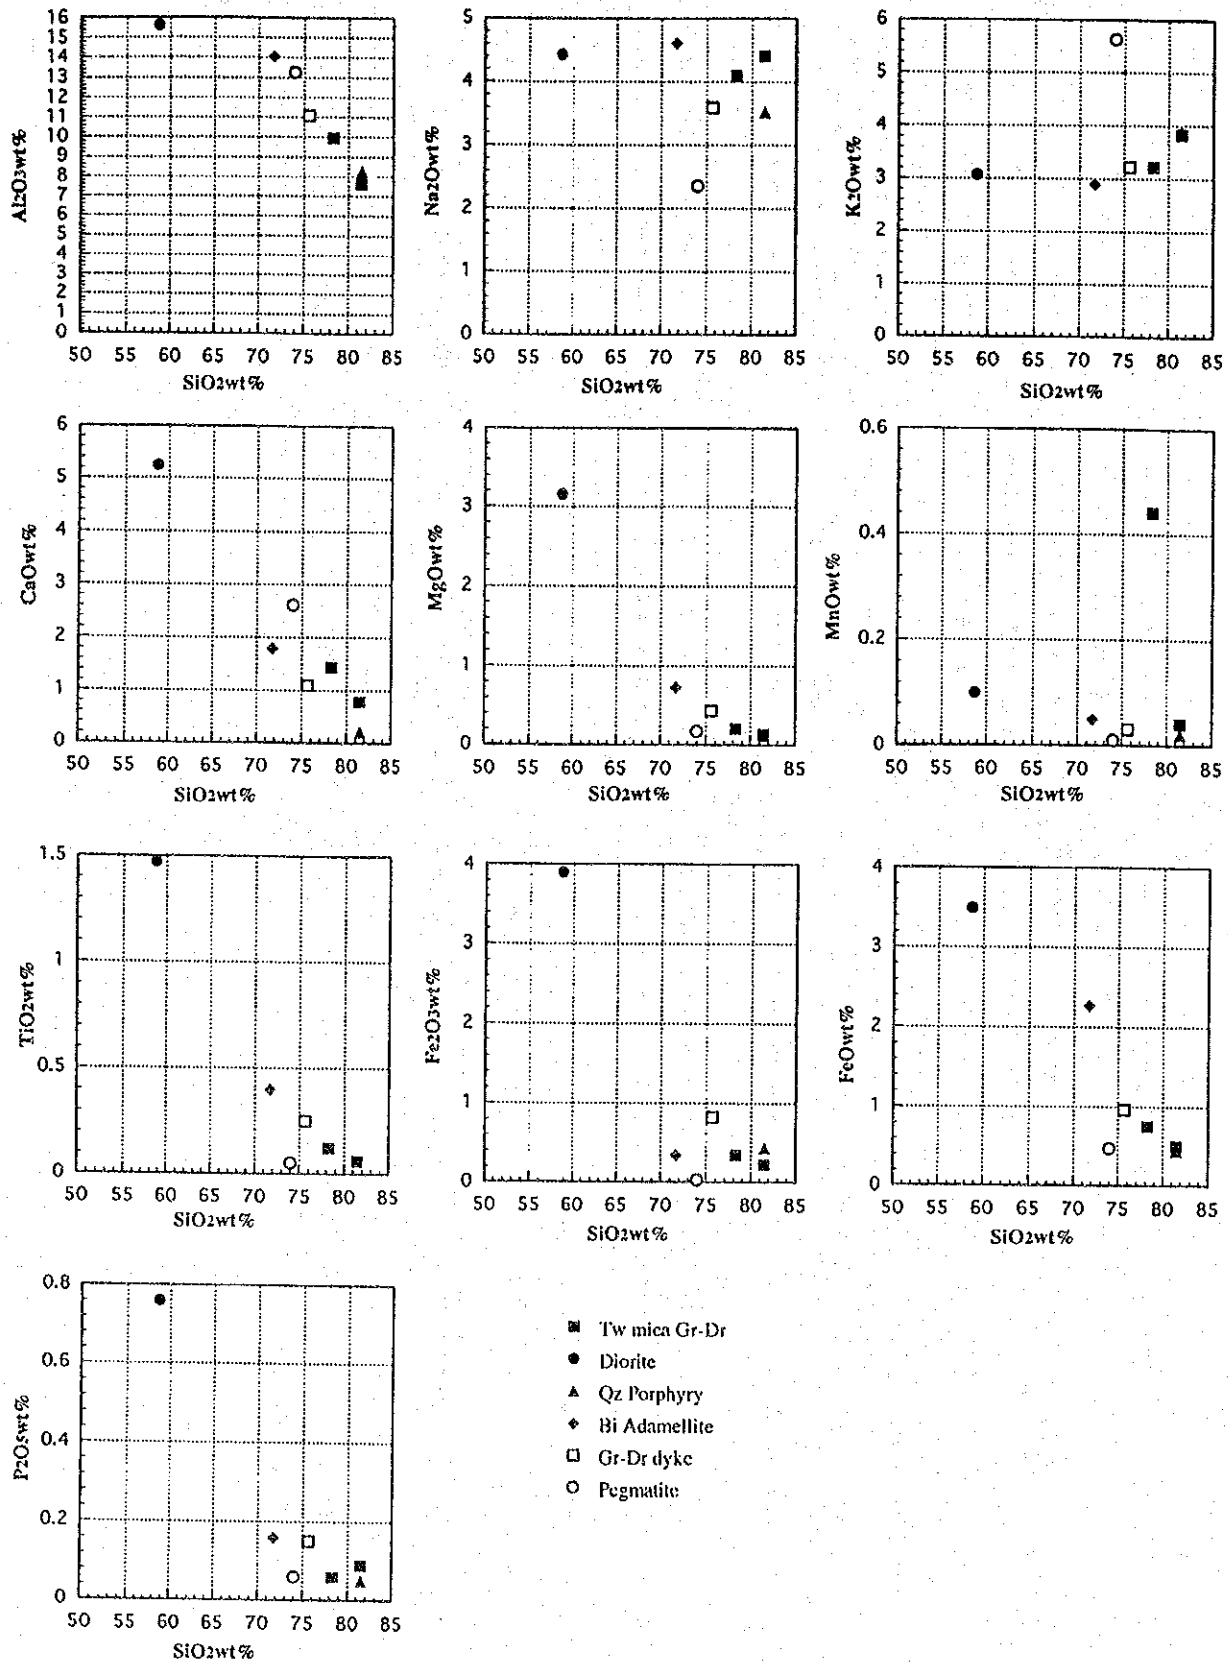 16
15
14
13
12
11
10
9
8
7
6
5
4
3
2
1
0
Al2O3wt%
50 55 60 65 70 75 80 85
SiO2wt%
5
4
3
2
1
0
Na2Owt%
50 55 60 65 70 75 80 85
SiO2wt%
6
5
4
3
2
1
0
K2Owt%
50 55 60 65 70 75 80 85
SiO2wt%
6
5
4
3
2
1
0
CaOwt%
50 55 60 65 70 75 80 85
SiO2wt%
4
3
2
1
0
MgOwt%
50 55 60 65 70 75 80 85
SiO2wt%
0.6
0.4
0.2
0
MnOwt%
50 55 60 65 70 75 80 85
SiO2wt%
1.5
1
0.5
0
TiO2wt%
50 55 60 65 70 75 80 85
SiO2wt%
4
3
2
1
0
Fe2O3wt%
50 55 60 65 70 75 80 85
SiO2wt%
4
3
2
1
0
FeOwt%
50 55 60 65 70 75 80 85
SiO2wt%
0.8
0.6
0.4
0.2
0
P2O5wt%
50 55 60 65 70 75 80 85
SiO2wt%
Tw mica Gr-Dr
Diorite
Qz Porphyry
Bi Adamellite
Gr-Dr dyke
Pegmatite